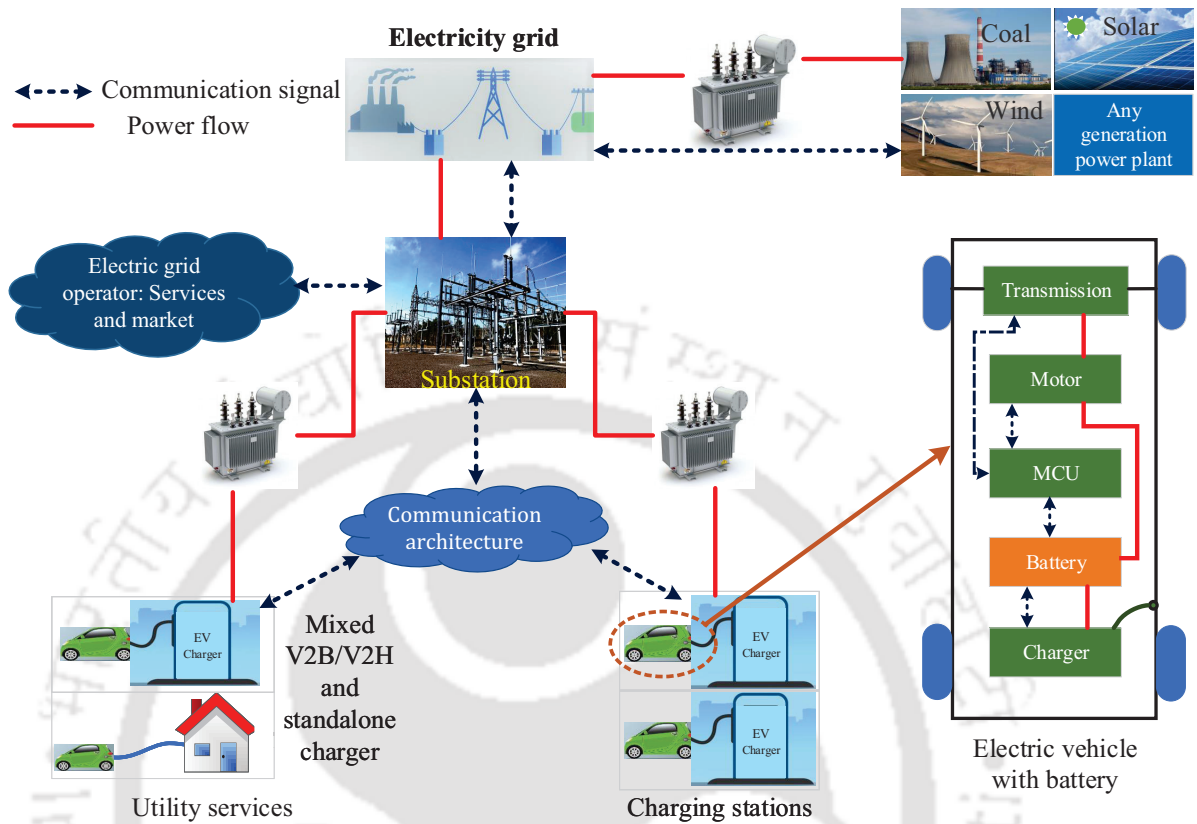 Electricity grid
Coal
Solar
Communication signal
Power flow
Wind
Any
generation
power plant
Electric grid
operator: Services
and market
Substation
Transmission
Motor
MCU
Battery
Charger
Communication
architecture
EV
Charger
Mixed
V2B/V2H
and
standalone
charger
EV
Charger
EV
Charger
Utility services
Charging stations
Electric vehicle
with battery